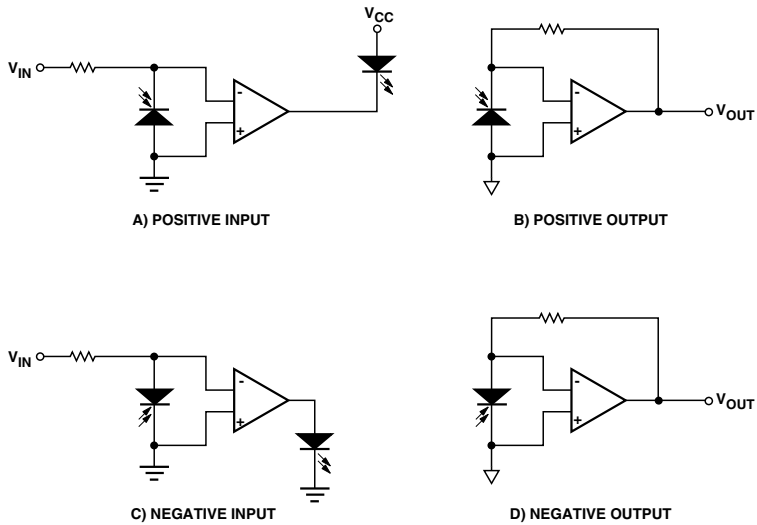 VCC
VIN
-
+
A) POSITIVE INPUT
-
+
VOUT
B) POSITIVE OUTPUT
VIN
-
+
C) NEGATIVE INPUT
-
+
VOUT
D) NEGATIVE OUTPUT